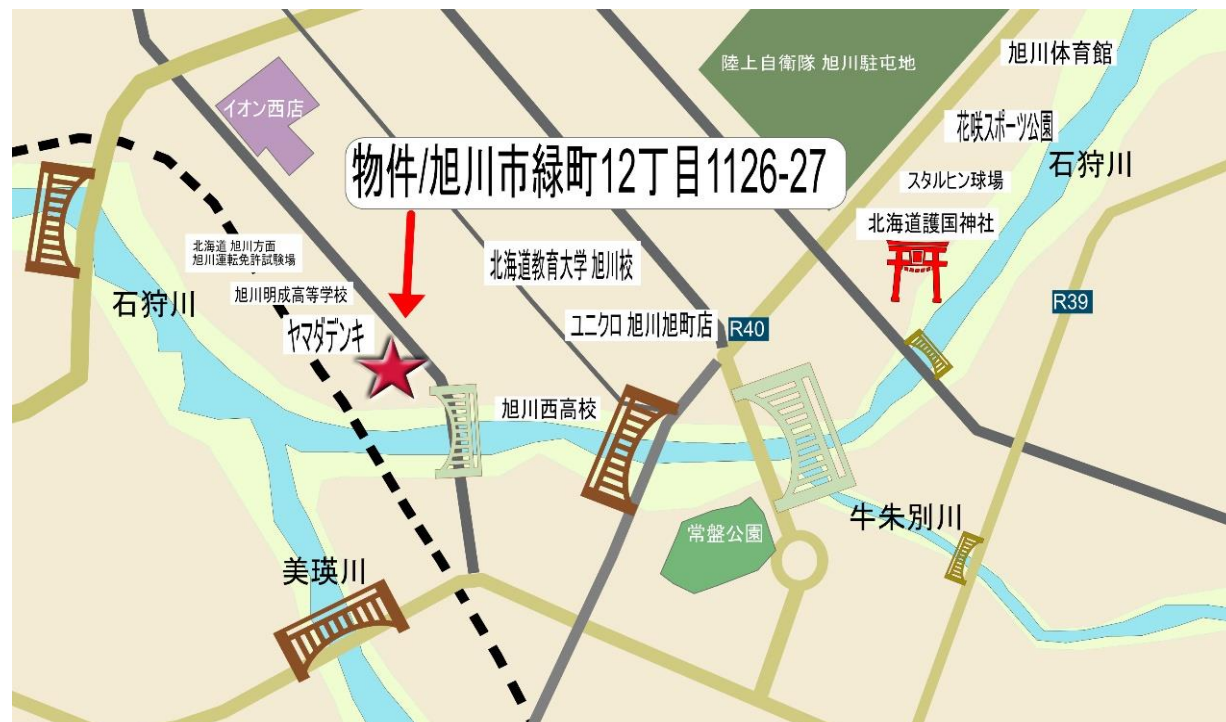 旭川体育館
陸上自衛隊 旭川駐屯地
イオン西店
花咲スポーツ公園
物件/旭川市緑町12丁目1126-27
石狩川
スタルヒン球場
北海道護国神社
北海道 旭川方面
旭川運転免許試験場
北海道教育大学 旭川校
旭川明成高等学校
石狩川
R39
ヤマダデンキ
ユニクロ 旭川旭町店
R40
旭川西高校
牛朱別川
常盤公園
美瑛川